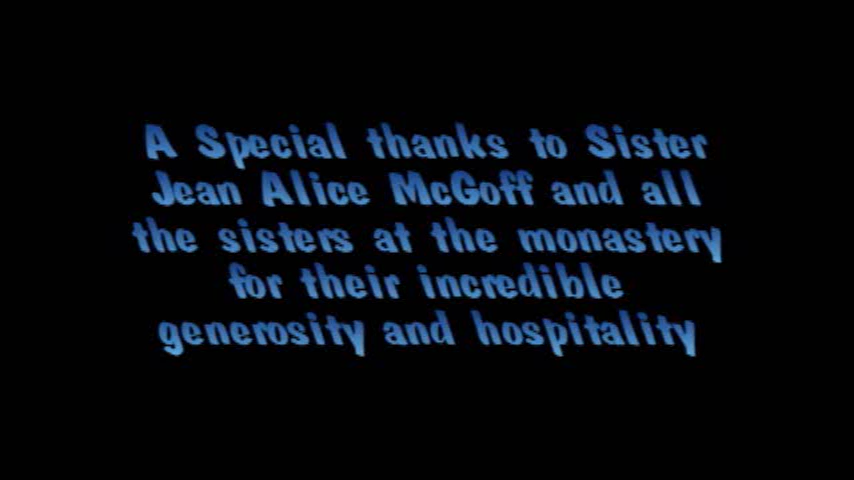 A Special thanks to Sister
Jean Alice McGoff and all
the sisters at the monastery
for their incredible
generosity and hospitality